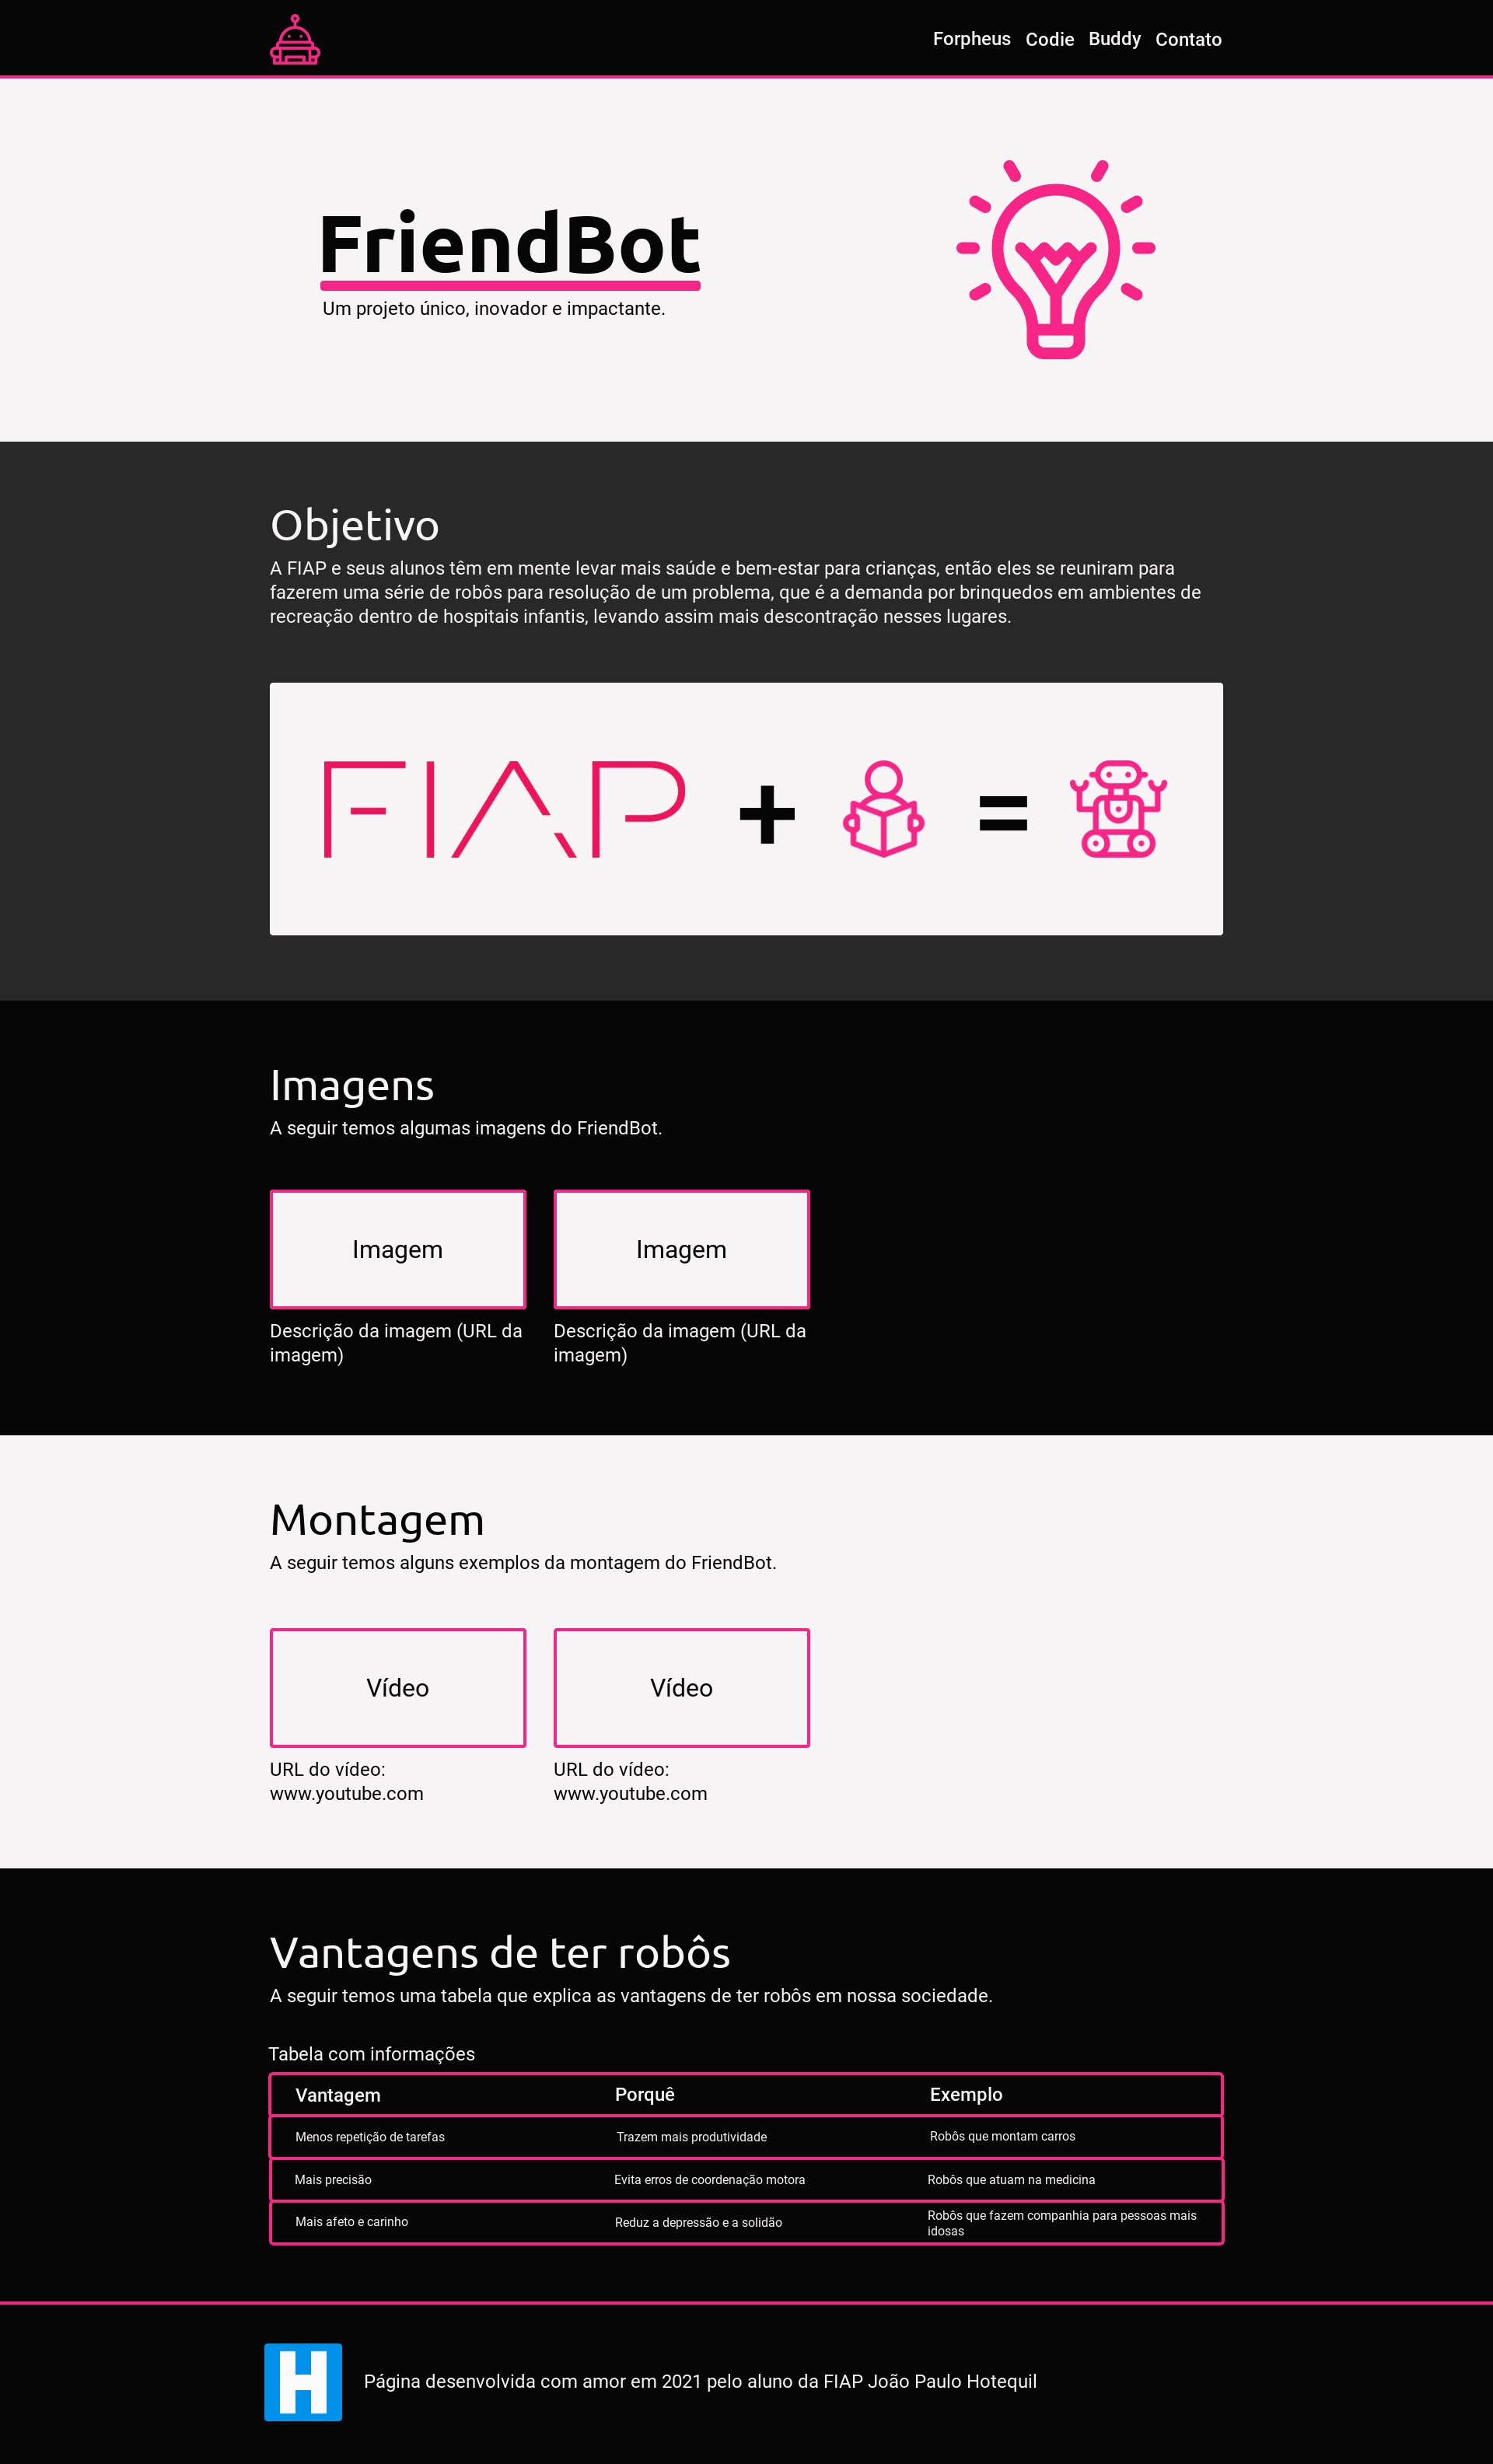 Forpheus Codie Buddy Contato
FriendBot
Um projeto único, inovador e impactante.
Objetivo
A FIAP e seus alunos têm em mente levar mais saúde e bem-estar para crianças, então eles se reuniram para
fazerem uma série de robôs para resolução de um problema, que é a demanda por brinquedos em ambientes de
recreação dentro de hospitais infantis, levando assim mais descontração nesses lugares.
FIAP + =
Imagens
A seguir temos algumas imagens do FriendBot.
Imagem Imagem
Descrição da imagem (URL da
imagem)
Descrição da imagem (URL da
imagem)
Montagem
A seguir temos alguns exemplos da montagem do FriendBot.
Vídeo Vídeo
URL do vídeo:
www.youtube.com
URL do vídeo:
www.youtube.com
Vantagens de ter robôs
A seguir temos uma tabela que explica as vantagens de ter robôs em nossa sociedade.
Tabela com informações
Vantagem Porquê Exemplo
Menos repetição de tarefas Trazem mais produtividade Robôs que montam carros
Mais precisão Evita erros de coordenação motora Robôs que atuam na medicina
Mais afeto e carinho Reduz a depressão e a solidão Robôs que fazem companhia para pessoas mais
idosas
H
Página desenvolvida com amor em 2021 pelo aluno da FIAP João Paulo Hotequil